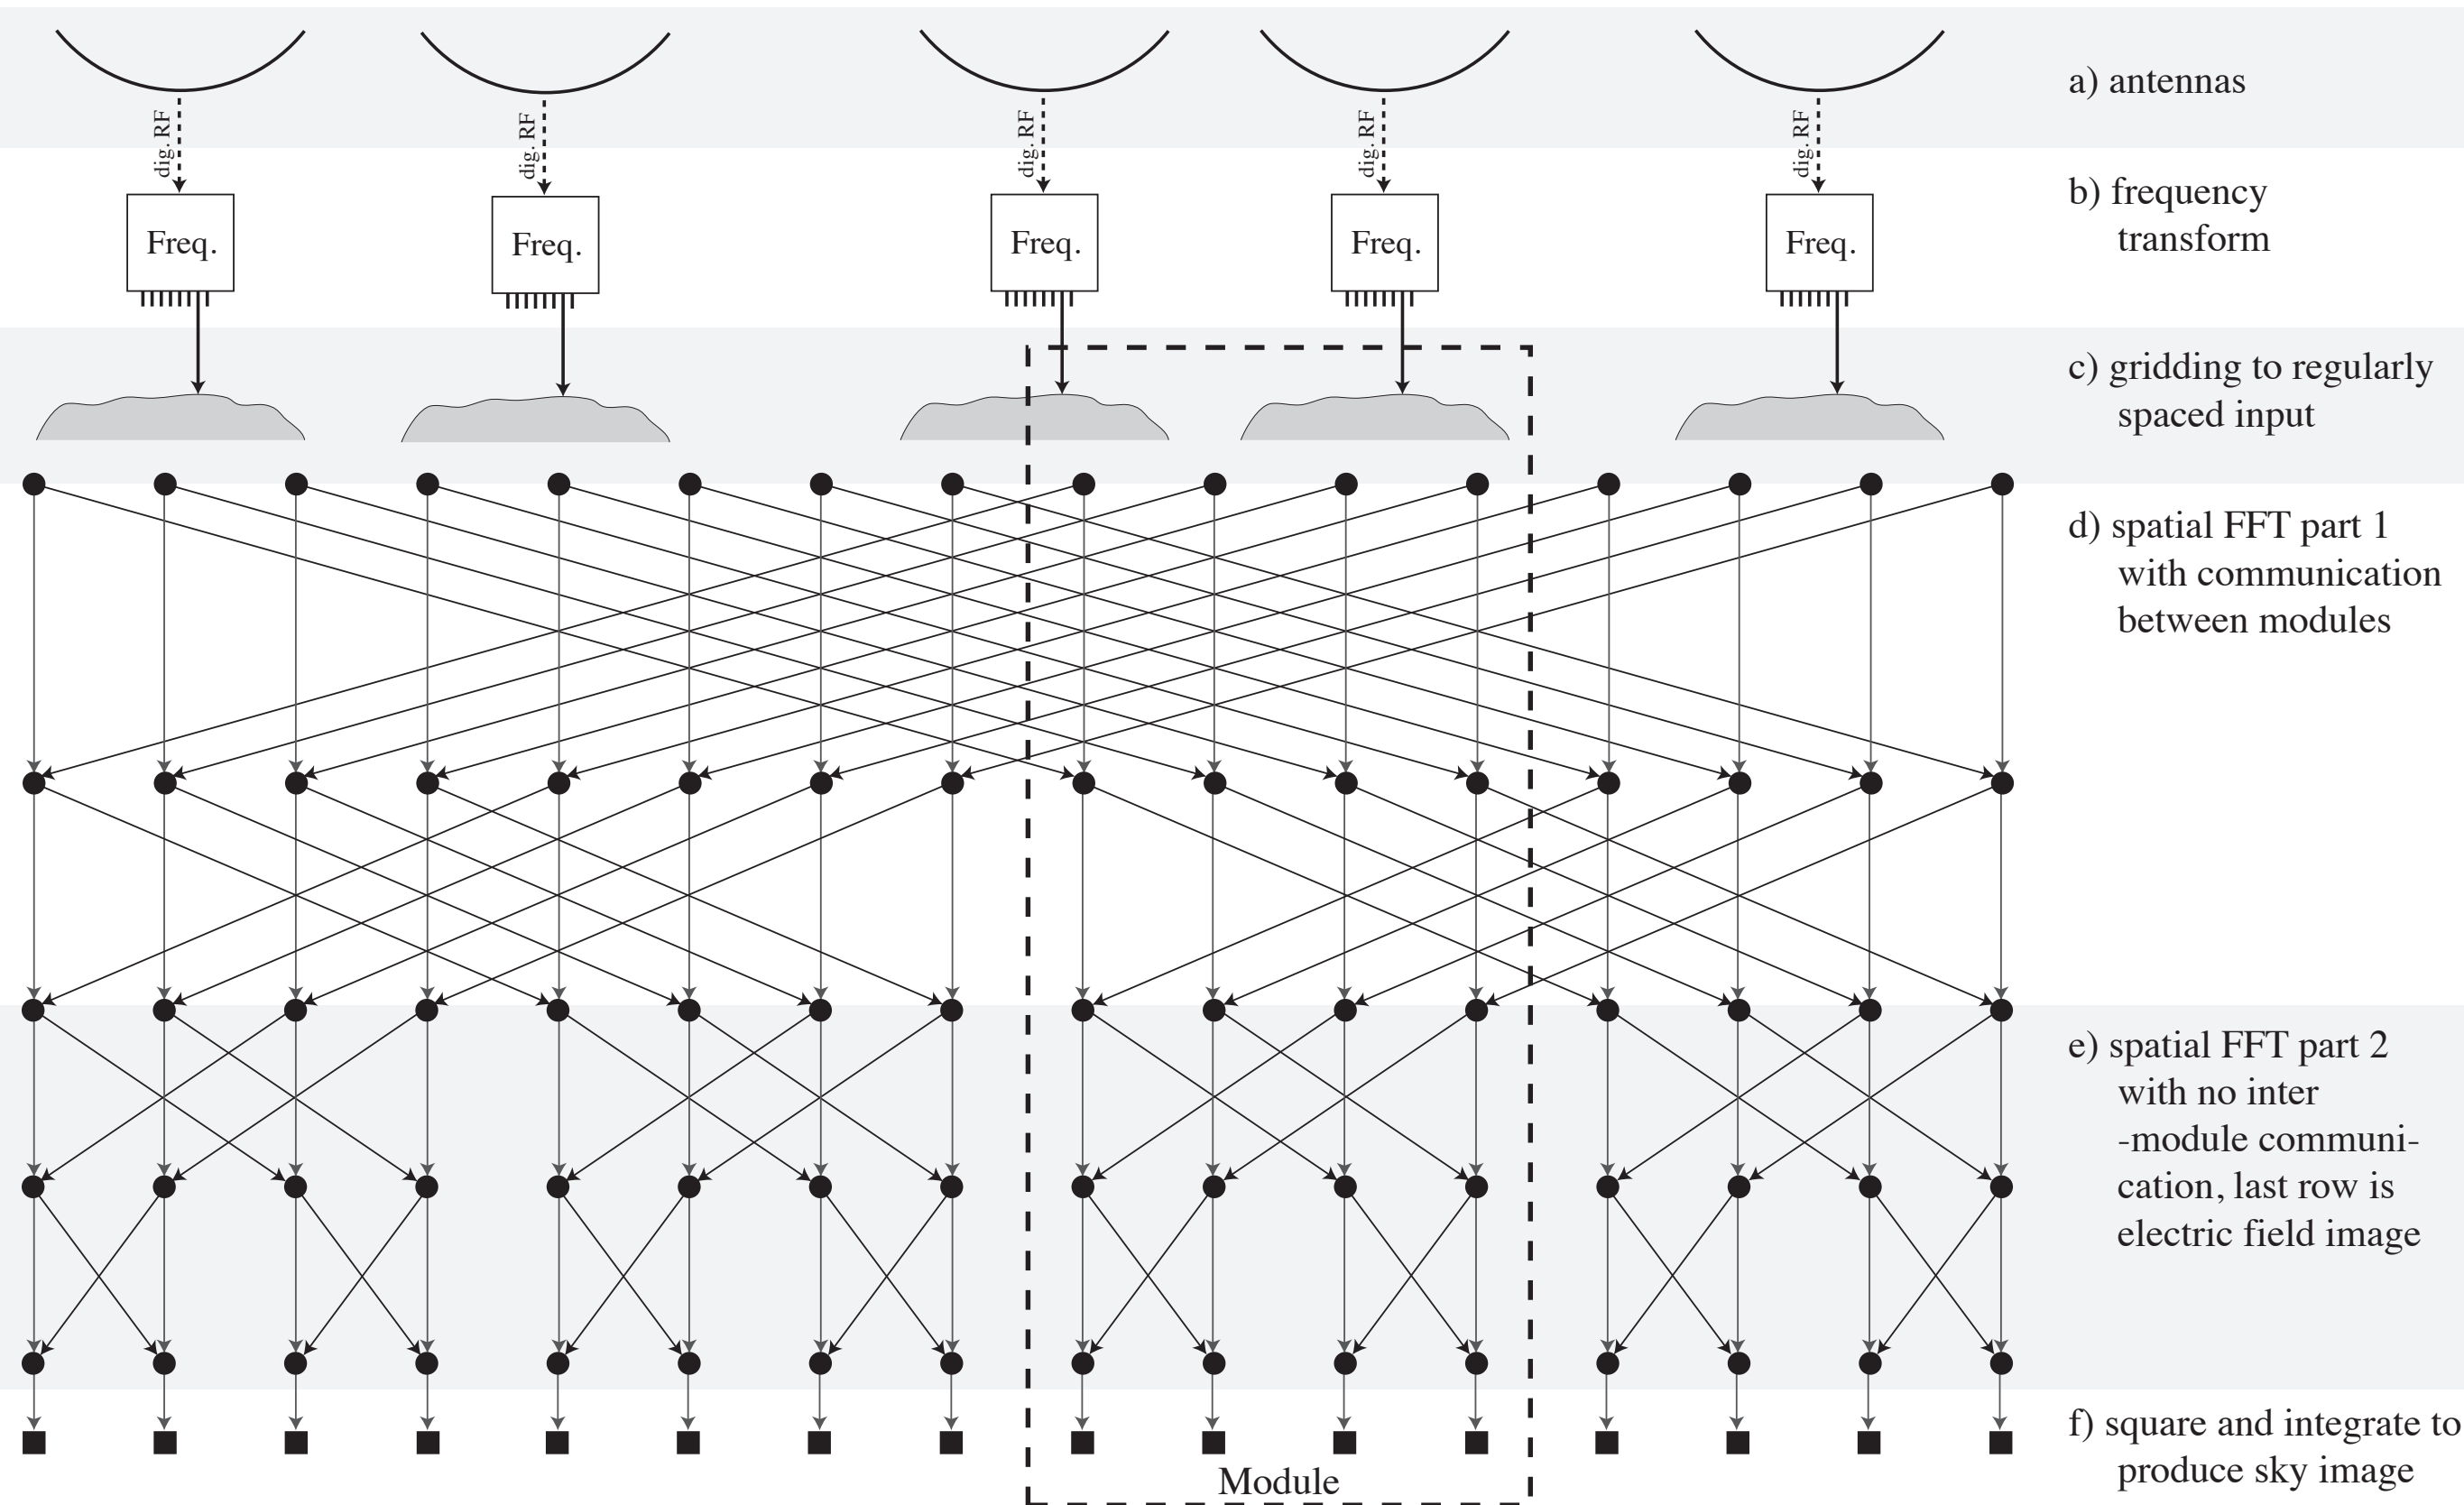 a) antennas
dig. RF
dig. RF
dig. RF
dig. RF
dig. RF
b) frequency
transform
Freq.
Freq.
Freq.
Freq.
Freq.
c) gridding to regularly
spaced input
d) spatial FFT part 1
with communication
between modules
e) spatial FFT part 2
with no inter
-module communi-
cation, last row is
electric field image
f) square and integrate to
produce sky image
Module